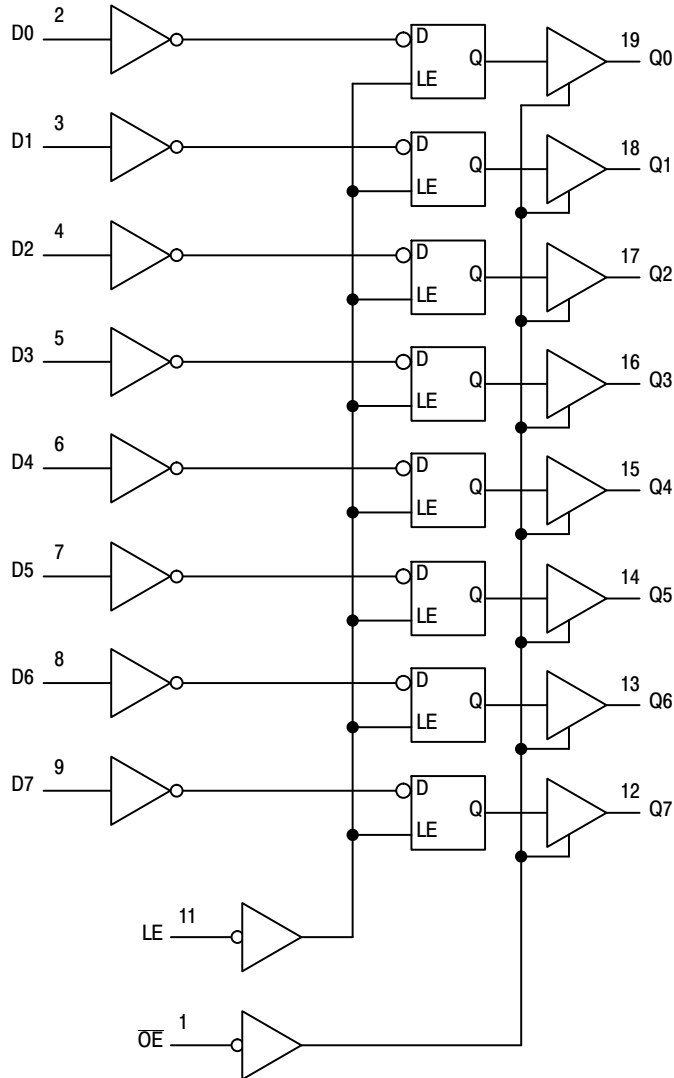 D0 2 D Q LE 19 Q0
D1 3 D Q LE 18 Q1
D2 4 D Q LE 17 Q2
D3 5 D Q LE 16 Q3
D4 6 D Q LE 15 Q4
D5 7 D Q LE 14 Q5
D6 8 D Q LE 13 Q6
D7 9 D Q LE 12 Q7
LE 11
OE 1